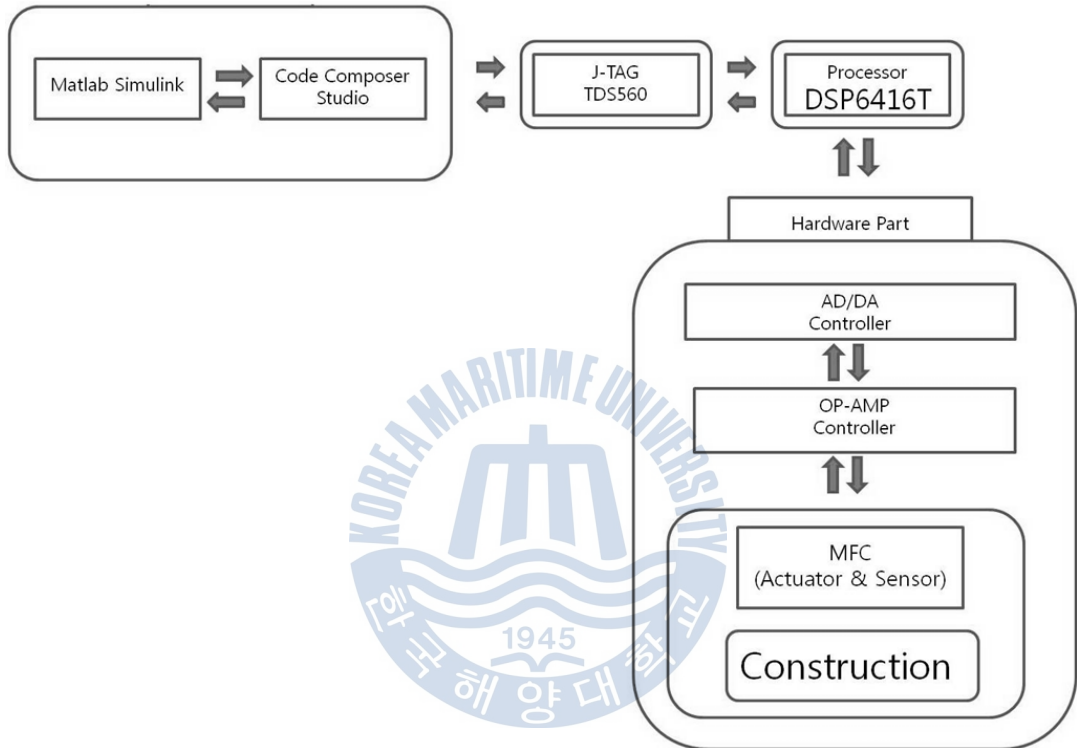 Matlab Simulink
Code Composer
Studio
J-TAG
TDS560
Processor
DSP6416T
Hardware Part
AD/DA
Controller
OP-AMP
Controller
MFC
(Actuator & Sensor)
Construction
KOREA MARITIME UNIVERSITY
1945
한국해양대학교